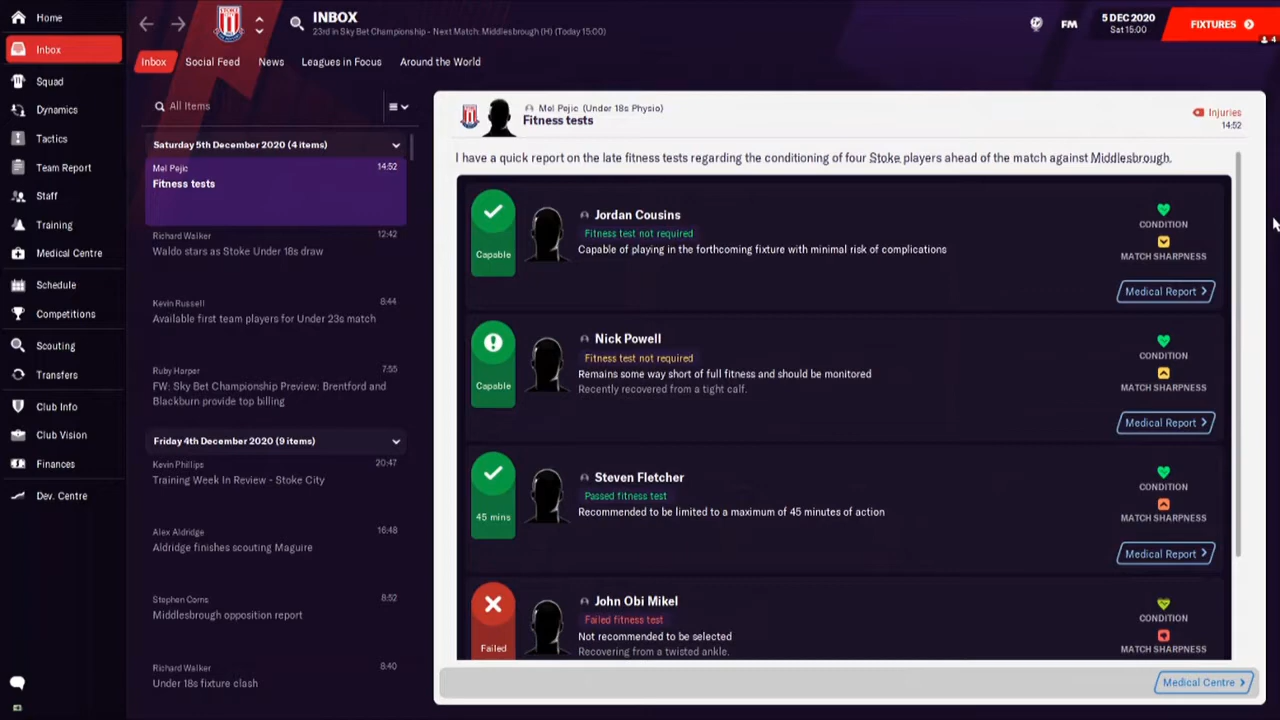 Home
Inbox
Squad
Dynamics
Tactics
Team Report
Staff
Training
Medical Centre
Schedule
Competitions
Scouting
Transfers
Club Info
Club Vision
Finances
Dev. Centre
INBOX
23rd in Sky Bet Championship - Next Match: Middlesbrough (H) (Today 15:00)
FM
5 DEC 2020
Sat 15:00
FIXTURES
4
Inbox
Social Feed
News
Leagues in Focus
Around the World
All Items
Saturday 5th December 2020 (4 items)
Mel Pejic 14:52
Fitness tests
Richard Walker 12:42
Waldo stars as Stoke Under 18s draw
Kevin Russell 8:44
Available first team players for Under 23s match
Ruby Harper 7:55
FW: Sky Bet Championship Preview: Brentford and
Blackburn provide top billing
Friday 4th December 2020 (9 items)
Kevin Phillips 20:47
Training Week In Review - Stoke City
Alex Aldridge 16:48
Aldridge finishes scouting Maguire
Stephen Corns 8:52
Middlesbrough opposition report
Richard Walker 8:40
Under 18s fixture clash
Mel Pejic (Under 18s Physio)
Fitness tests
Injuries
14:52
I have a quick report on the late fitness tests regarding the conditioning of four Stoke players ahead of the match against Middlesbrough.
Capable
Jordan Cousins
Fitness test not required
Capable of playing in the forthcoming fixture with minimal risk of complications
CONDITION
MATCH SHARPNESS
Medical Report
Capable
Nick Powell
Fitness test not required
Remains some way short of full fitness and should be monitored
Recently recovered from a tight calf.
CONDITION
MATCH SHARPNESS
Medical Report
45 mins
Steven Fletcher
Passed fitness test
Recommended to be limited to a maximum of 45 minutes of action
CONDITION
MATCH SHARPNESS
Medical Report
Failed
John Obi Mikel
Failed fitness test
Not recommended to be selected
Recovering from a twisted ankle.
CONDITION
MATCH SHARPNESS
Medical Centre